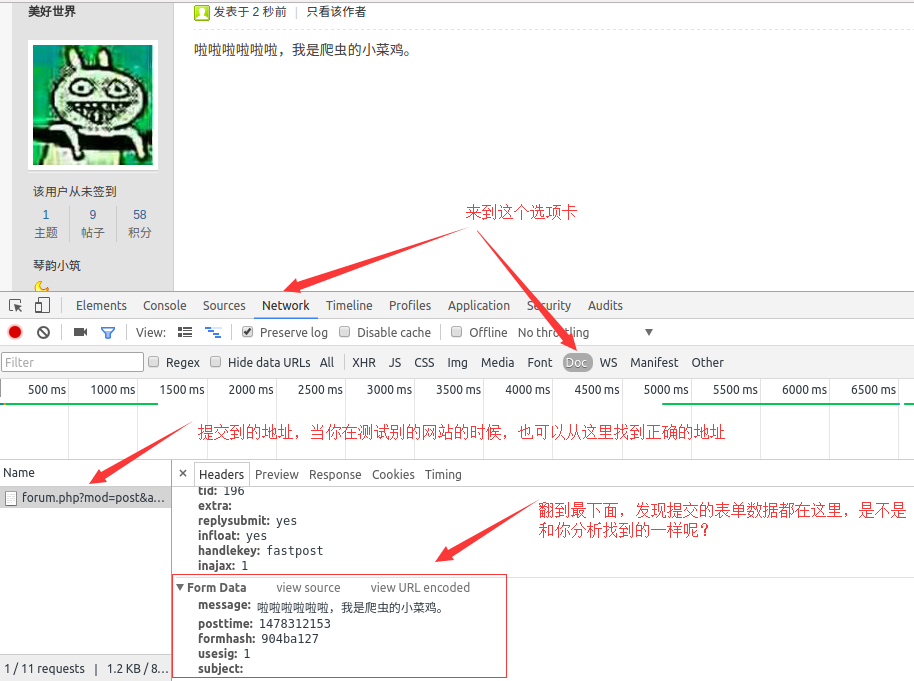 美好世界
发表于 2 秒前 | 只看该作者
啦啦啦啦啦啦，我是爬虫的小菜鸡。
该用户从未签到
1 9 58
主题 帖子 积分
琴韵小筑
来到这个选项卡
Elements Console Sources Network Timeline Profiles Application Security Audits
View: Preserve log Disable cache Offline No throttling
Filter Regex Hide data URLs All XHR JS CSS Img Media Font Doc WS Manifest Other
500 ms 1000 ms 1500 ms 2000 ms 2500 ms 3000 ms 3500 ms 4000 ms 4500 ms 5000 ms 5500 ms 6000 ms 6500 ms
提交到的地址，当你在测试别的网站的时候，也可以从这里找到正确的地址
Name × Headers Preview Response Cookies Timing
forum.php?mod=post&a...
tid: 196
extra:
replysubmit: yes
infloat: yes
handlekey: fastpost
inajax: 1
翻到最下面，发现提交的表单数据都在这里，是不是
和你分析找到的一样呢？
Form Data view source view URL encoded
message: 啦啦啦啦啦啦，我是爬虫的小菜鸡。
posttime: 1478312153
formhash: 904ba127
usesig: 1
subject:
1 / 11 requests | 1.2 KB / 8...